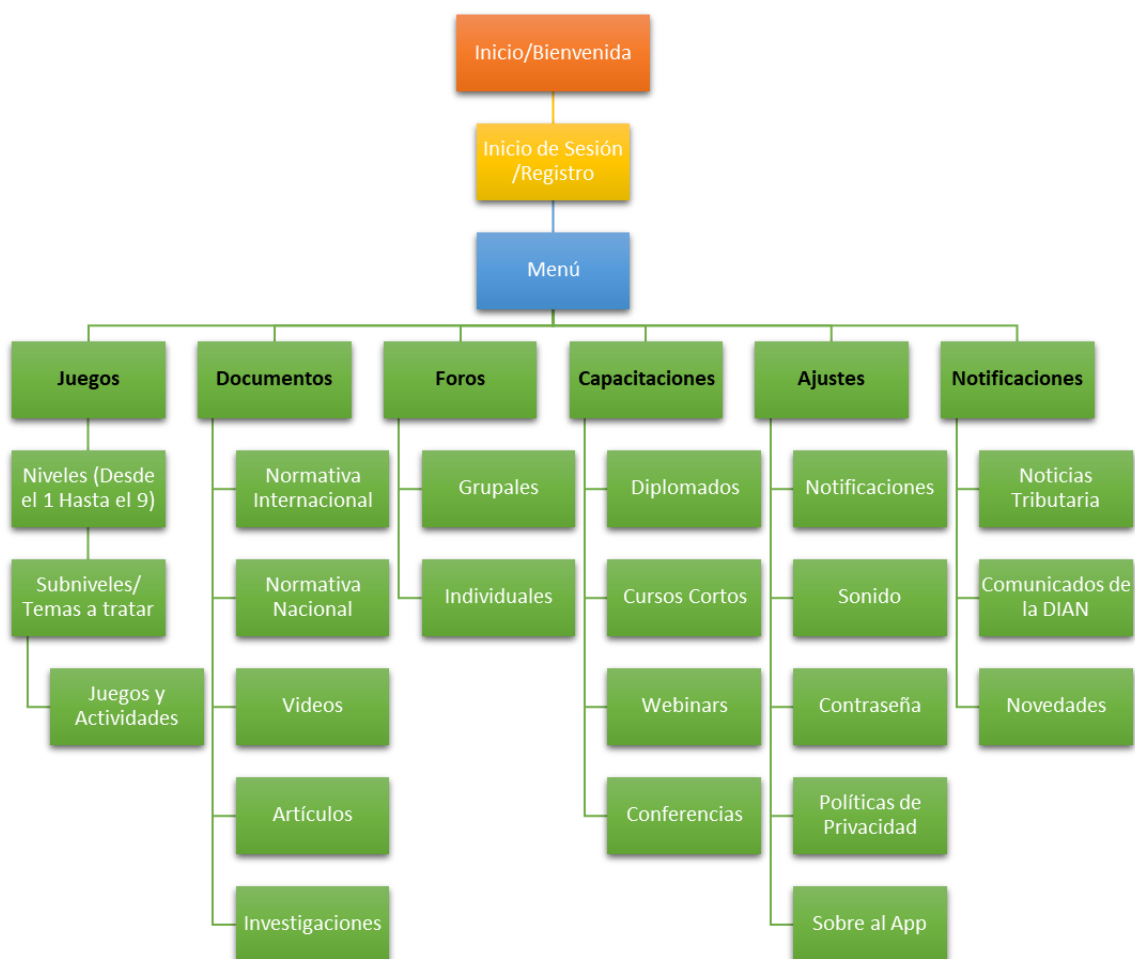 Inicio/Bienvenida
Inicio de Sesión
/Registro
Menú
Juegos
Documentos
Foros
Capacitaciones
Ajustes
Notificaciones
Niveles (Desde
el 1 Hasta el 9)
Normativa
Internacional
Grupales
Diplomados
Notificaciones
Noticias
Tributaria
Subniveles/
Temas a tratar
Normativa
Nacional
Individuales
Cursos Cortos
Sonido
Comunicados de
la DIAN
Juegos y
Actividades
Videos
Webinars
Contraseña
Novedades
Artículos
Conferencias
Políticas de
Privacidad
Investigaciones
Sobre al App